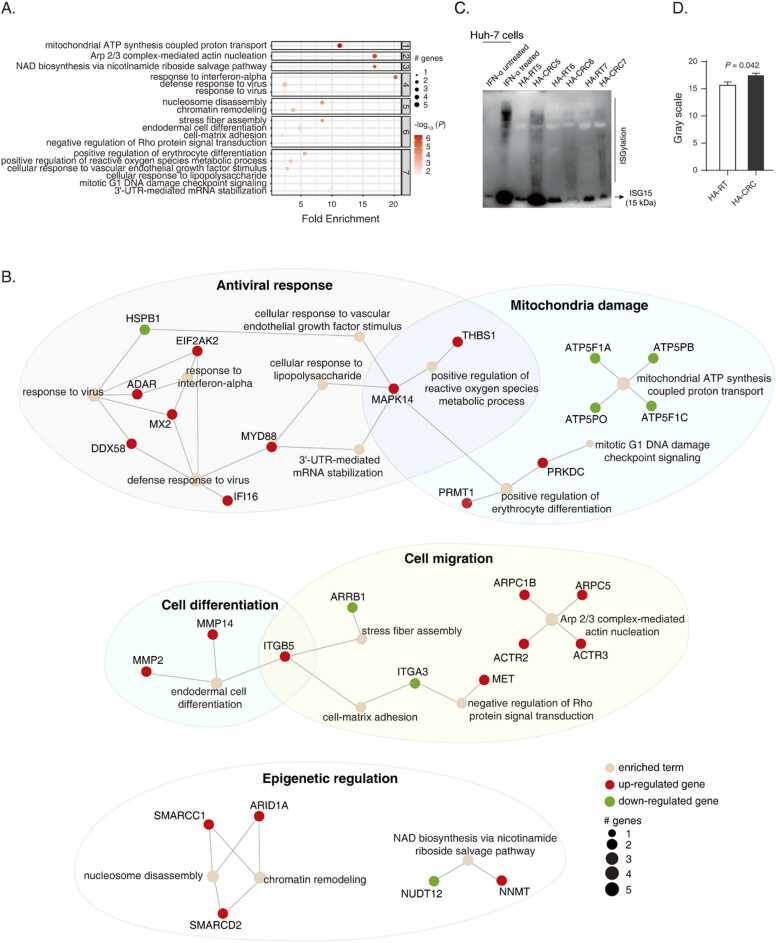 A.
mitochondrial ATP synthesis coupled proton transport
Arp 2/3 complex-mediated actin nucleation
NAD biosynthesis via nicotinamide riboside salvage pathway
response to interferon-alpha
defense response to virus
response to virus
nucleosome disassembly
chromatin remodeling
stress fiber assembly
endodermal cell differentiation
cell-matrix adhesion
negative regulation of Rho protein signal transduction
positive regulation of erythrocyte differentiation
positive regulation of reactive oxygen species metabolic process
cellular response to vascular endothelial growth factor stimulus
cellular response to lipopolysaccharide
mitotic G1 DNA damage checkpoint signaling
3'-UTR-mediated mRNA stabilization
1
2
3
4
5
6
7
5 10 15 20
Fold Enrichment
# genes
1
2
3
4
5
-log10 (P)
6
5
4
3
2
C.
Huh-7 cells
IFN-α untreated
IFN-α treated
HA-RT5
HA-CRC5
HA-RT6
HA-CRC6
HA-RT7
HA-CRC7
ISGylation
ISG15
(15 kDa)
D.
P = 0.042
Gray scale
20
15
10
5
0
HA-RT
HA-CRC
B.
Antiviral response
HSPB1
EIF2AK2
cellular response to vascular
endothelial growth factor stimulus
response to
interferon-alpha
cellular response to
lipopolysaccharide
response to virus
ADAR
MX2
DDX58
MYD88
MAPK14
3'-UTR-mediated
mRNA stabilization
defense response to virus
IFI16
Mitochondria damage
THBS1
positive regulation of
reactive oxygen species
metabolic process
ATP5F1A
ATP5PB
mitochondrial ATP synthesis
coupled proton transport
ATP5PO
ATP5F1C
mitotic G1 DNA damage
checkpoint signaling
PRKDC
PRMT1
positive regulation of
erythrocyte differentiation
Cell differentiation
MMP14
MMP2
ITGB5
endodermal cell
differentiation
Cell migration
ARRB1
stress fiber assembly
ARPC1B
ARPC5
Arp 2/3 complex-mediated
actin nucleation
ACTR2
ACTR3
ITGA3
MET
cell-matrix adhesion
negative regulation of Rho
protein signal transduction
Epigenetic regulation
SMARCC1
ARID1A
nucleosome disassembly
chromatin remodeling
SMARCD2
NAD biosynthesis via nicotinamide
riboside salvage pathway
NUDT12
NNMT
enriched term
up-regulated gene
down-regulated gene
# genes
1
2
3
4
5